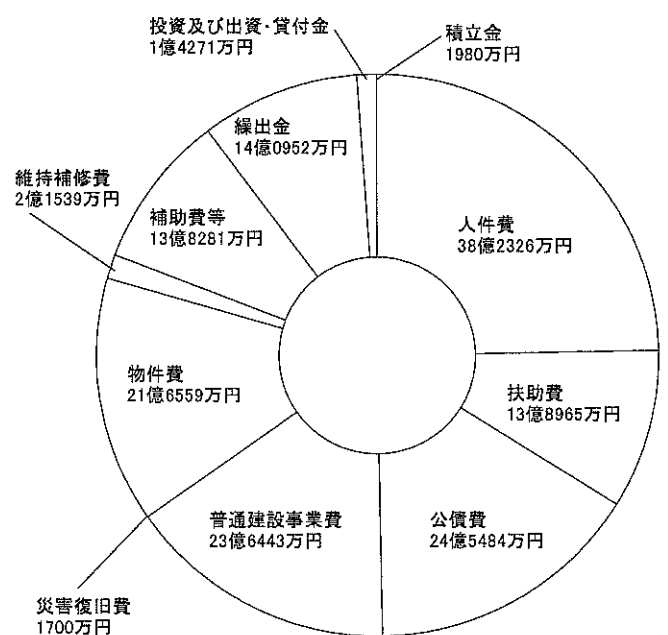 投資及び出資・貸付金
1億4271万円
積立金
1980万円
繰出金
14億0952万円
維持補修費
2億1539万円
補助費等
13億8281万円
人件費
38億2326万円
物件費
21億6559万円
扶助費
13億8965万円
普通建設事業費
23億6443万円
公債費
24億5484万円
災害復旧費
1700万円